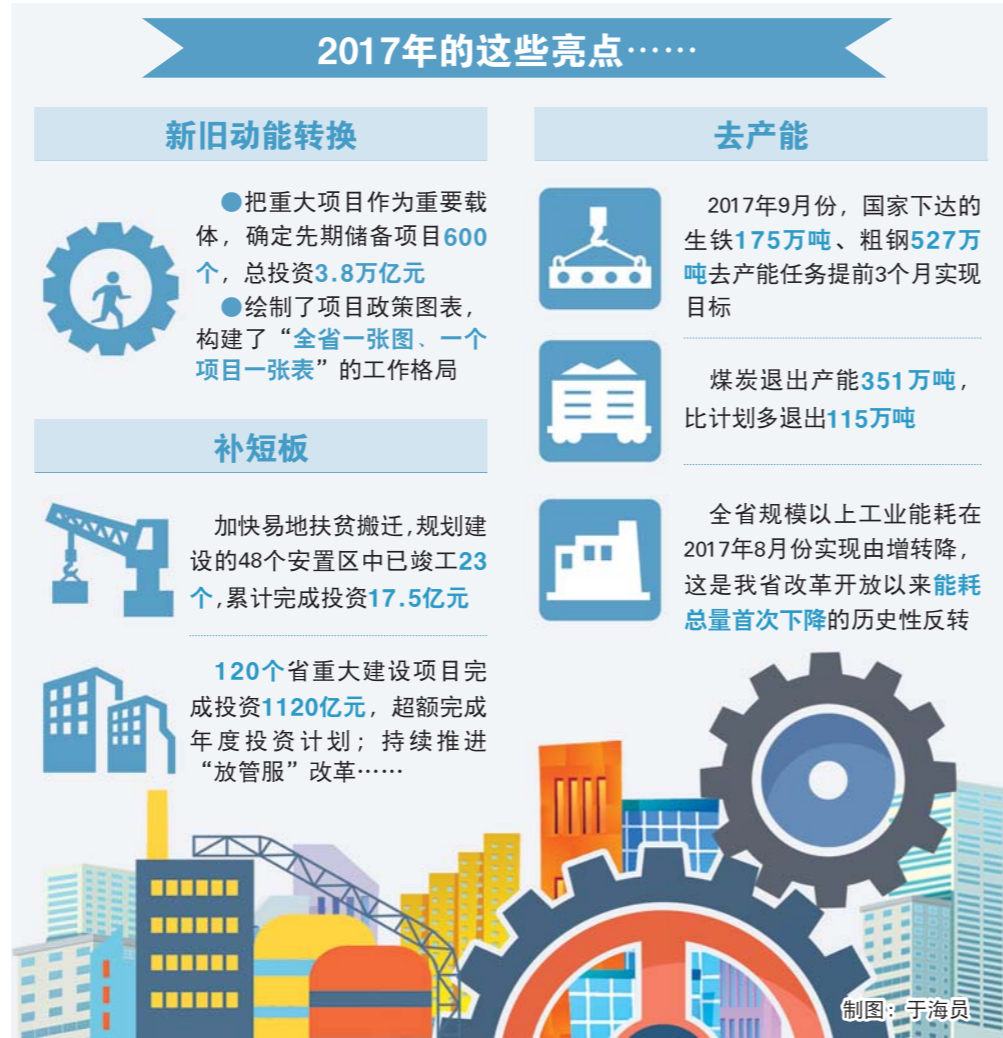 2017年的这些亮点……
新旧动能转换
●把重大项目作为重要载
体，确定先期储备项目600
个，总投资3.8万亿元
●绘制了项目政策图表，
构建了“全省一张图、一个
项目一张表”的工作格局
补短板
加快易地扶贫搬迁,规划建
设的48个安置区中已竣工23
个,累计完成投资17.5亿元
120个省重大建设项目完
成投资1120亿元，超额完成
年度投资计划；持续推进
“放管服”改革……
去产能
2017年9月份，国家下达的
生铁175万吨、粗钢527万
吨去产能任务提前3个月实现
目标
煤炭退出产能351万吨，
比计划多退出115万吨
全省规模以上工业能耗在
2017年8月份实现由增转降，
这是我省改革开放以来能耗
总量首次下降的历史性反转
制图：于海员